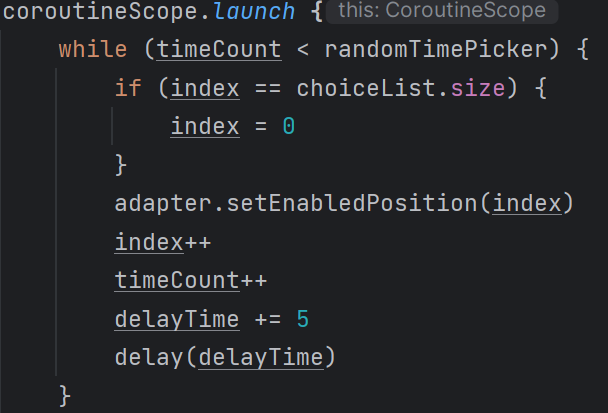 coroutineScope.launch { this: CoroutineScope
    while (timeCount < randomTimePicker) {
        if (index == choiceList.size) {
            index = 0
        }
        adapter.setEnabledPosition(index)
        index++
        timeCount++
        delayTime += 5
        delay(delayTime)
    }